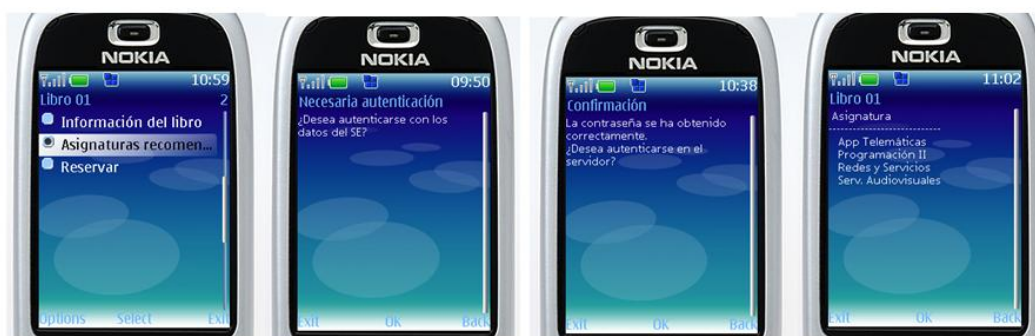 NOKIA
10:59
Libro 01 2
Información del libro
Asignaturas recomen...
Reservar
Options Select Exit
NOKIA
09:50
Necesaria autenticación
¿Desea autenticarse con los
datos del SE?
Exit OK Back
NOKIA
10:38
Confirmación
La contraseña se ha obtenido
correctamente.
¿Desea autenticarse en el
servidor?
Exit OK Back
NOKIA
11:02
Libro 01
Asignatura
------------------------
App Telemáticas
Programación II
Redes y Servicios
Serv. Audiovisuales
Exit OK Back